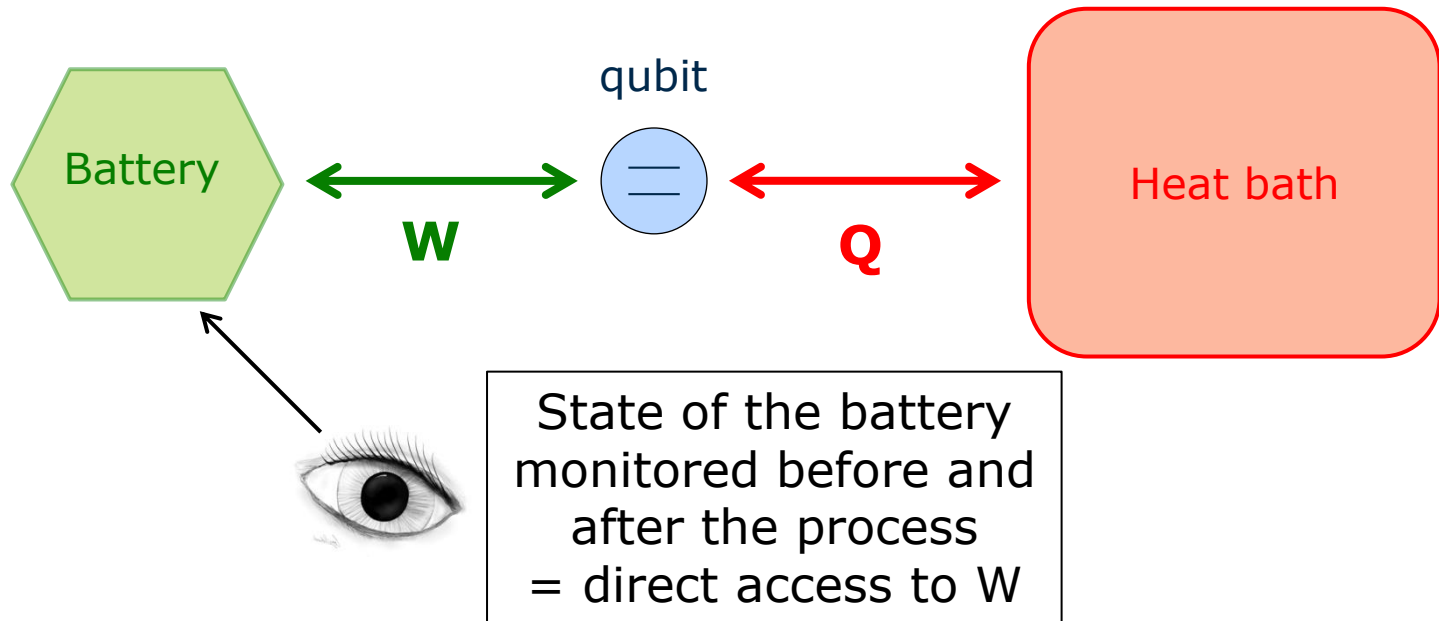 qubit
Battery
Heat bath
W
Q
State of the battery
monitored before and
after the process
= direct access to W